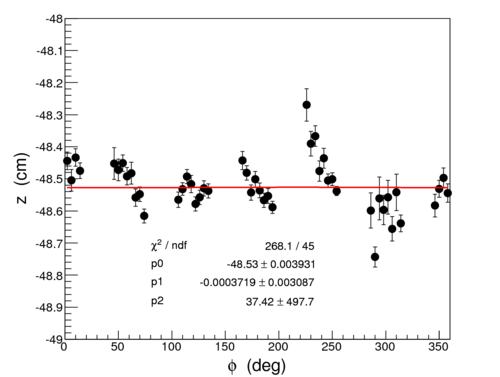 -48
-48.1
-48.2
-48.3
-48.4
-48.5
-48.6
-48.7
-48.8
-48.9
-49
z (cm)
χ² / ndf 268.1 / 45
p0 -48.53 ± 0.003931
p1 -0.0003719 ± 0.003087
p2 37.42 ± 497.7
0 50 100 150 200 250 300 350
ϕ (deg)